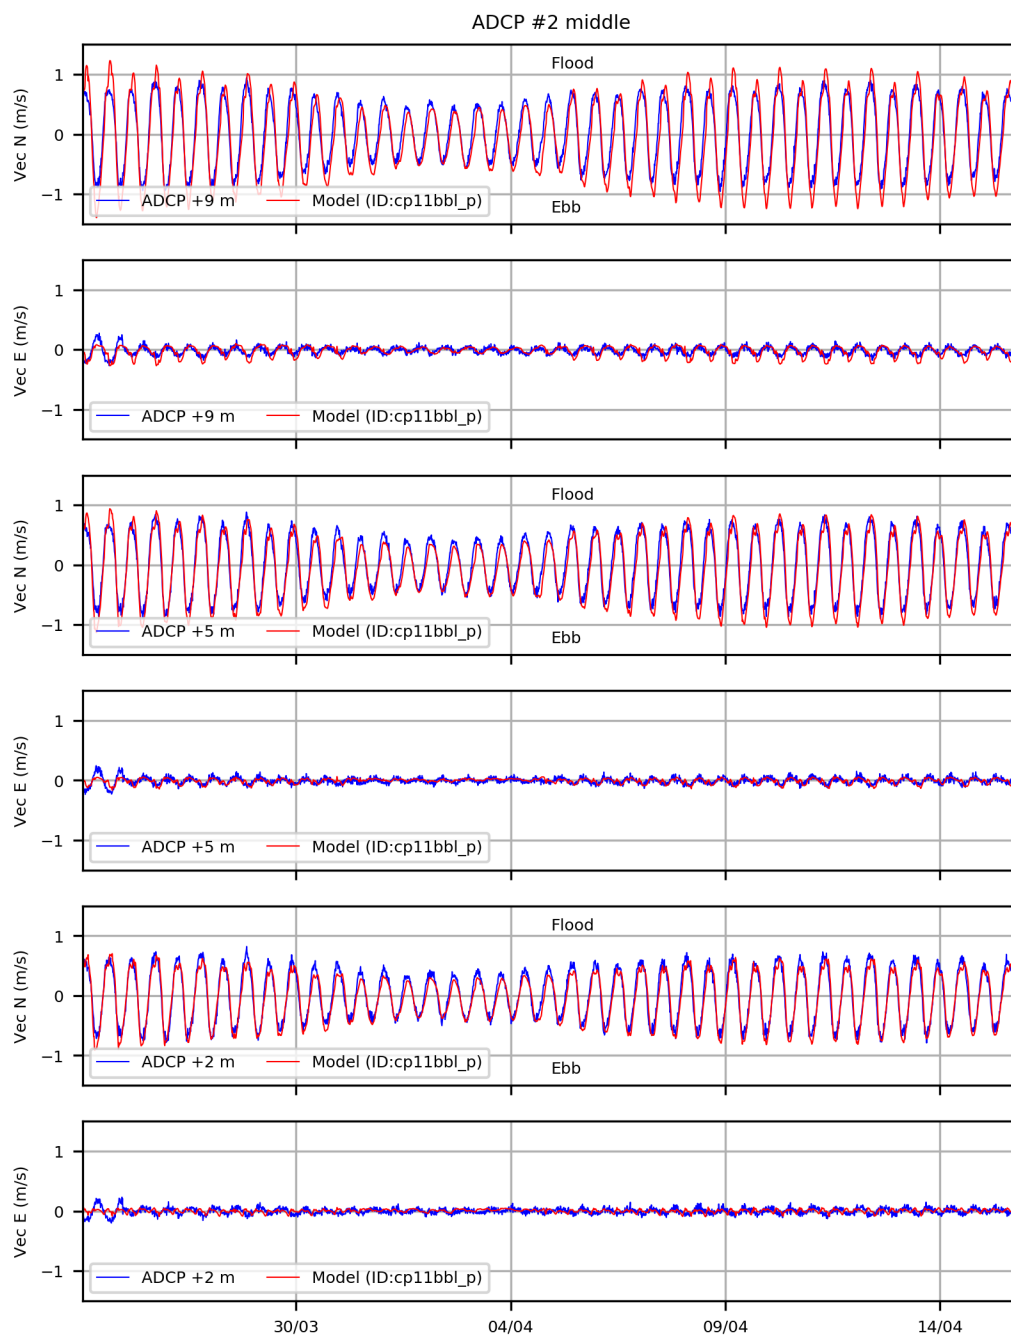 ADCP #2 middle
Vec N (m/s)
1
0
−1
Flood
Ebb
ADCP +9 m
Model (ID:cp11bbl_p)
Vec E (m/s)
1
0
−1
ADCP +9 m
Model (ID:cp11bbl_p)
Vec N (m/s)
1
0
−1
Flood
Ebb
ADCP +5 m
Model (ID:cp11bbl_p)
Vec E (m/s)
1
0
−1
ADCP +5 m
Model (ID:cp11bbl_p)
Vec N (m/s)
1
0
−1
Flood
Ebb
ADCP +2 m
Model (ID:cp11bbl_p)
Vec E (m/s)
1
0
−1
ADCP +2 m
Model (ID:cp11bbl_p)
30/03
04/04
09/04
14/04